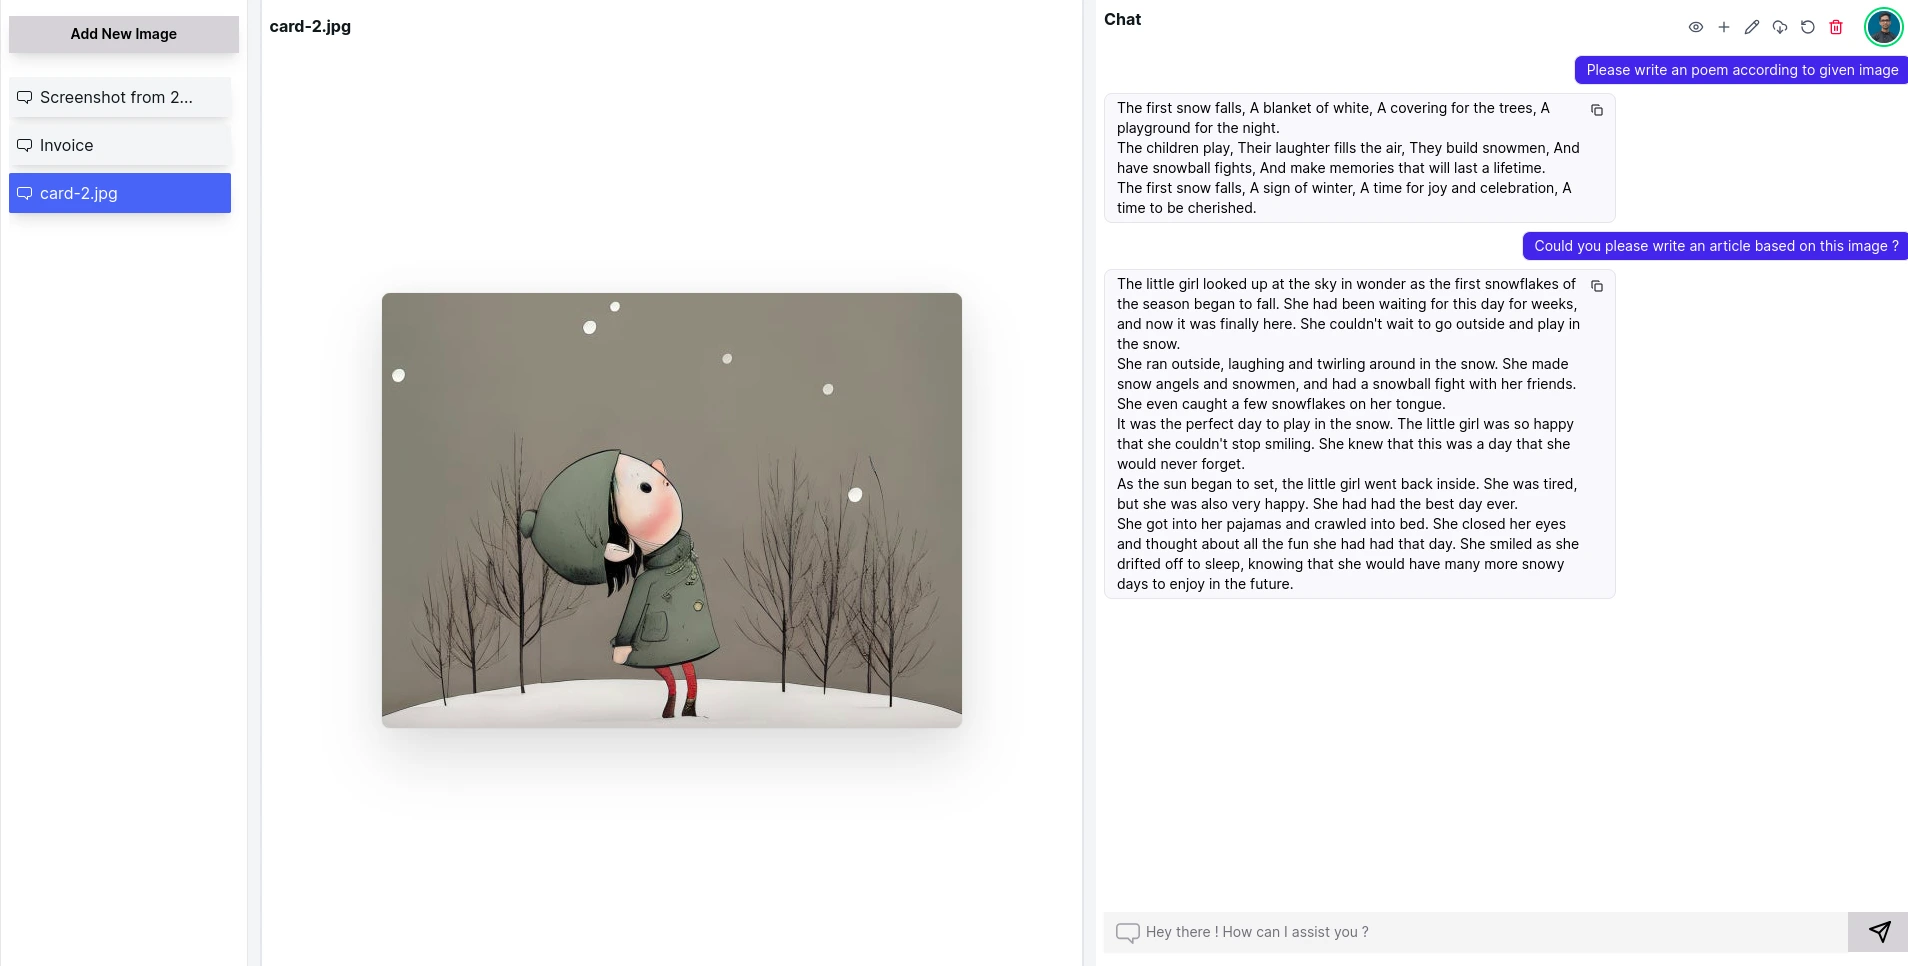 Add New Image
Screenshot from 2...
Invoice
card-2.jpg
card-2.jpg
Chat
Please write an poem according to given image
The first snow falls, A blanket of white, A covering for the trees, A
playground for the night.
The children play, Their laughter fills the air, They build snowmen, And
have snowball fights, And make memories that will last a lifetime.
The first snow falls, A sign of winter, A time for joy and celebration, A
time to be cherished.
Could you please write an article based on this image ?
The little girl looked up at the sky in wonder as the first snowflakes of
the season began to fall. She had been waiting for this day for weeks,
and now it was finally here. She couldn't wait to go outside and play in
the snow.
She ran outside, laughing and twirling around in the snow. She made
snow angels and snowmen, and had a snowball fight with her friends.
She even caught a few snowflakes on her tongue.
It was the perfect day to play in the snow. The little girl was so happy
that she couldn't stop smiling. She knew that this was a day that she
would never forget.
As the sun began to set, the little girl went back inside. She was tired,
but she was also very happy. She had had the best day ever.
She got into her pajamas and crawled into bed. She closed her eyes
and thought about all the fun she had had that day. She smiled as she
drifted off to sleep, knowing that she would have many more snowy
days to enjoy in the future.
Hey there ! How can I assist you ?